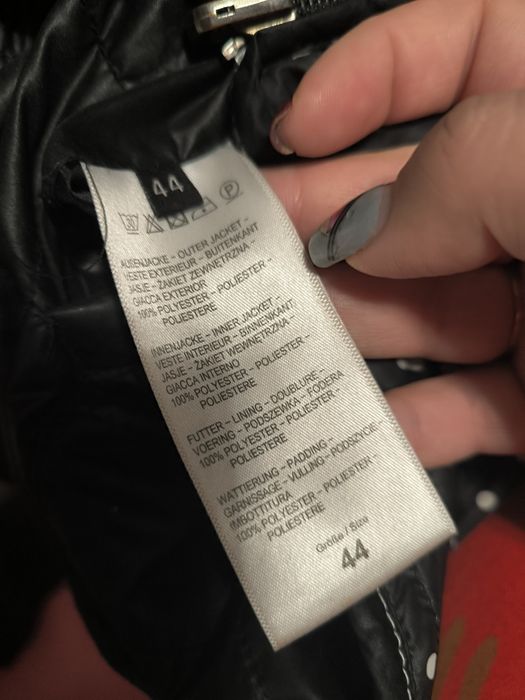 44
30 P
AUßENJACKE - OUTER JACKET -
VESTE EXTERIEUR - BUITENKANT
JASJE - ŻAKIET ZEWNĘTRZNA -
GIACCA EXTERIOR
100% POLYESTER - POLIESTER -
POLIESTERE
INNENJACKE - INNER JACKET -
VESTE INTERIEUR - BINNENKANT
JASJE - ŻAKIET WEWNĘTRZNA -
GIACCA INTERNO
100% POLYESTER - POLIESTER -
POLIESTERE
FUTTER - LINING - DOUBLURE -
VOERING - PODSZEWKA - FODERA
100% POLYESTER - POLIESTER -
POLIESTERE
WATTIERUNG - PADDING -
GARNISSAGE - VULLING - PODSZYCIE -
IMBOTTITURA
100% POLYESTER - POLIESTER -
POLIESTERE
Größe / Size
44